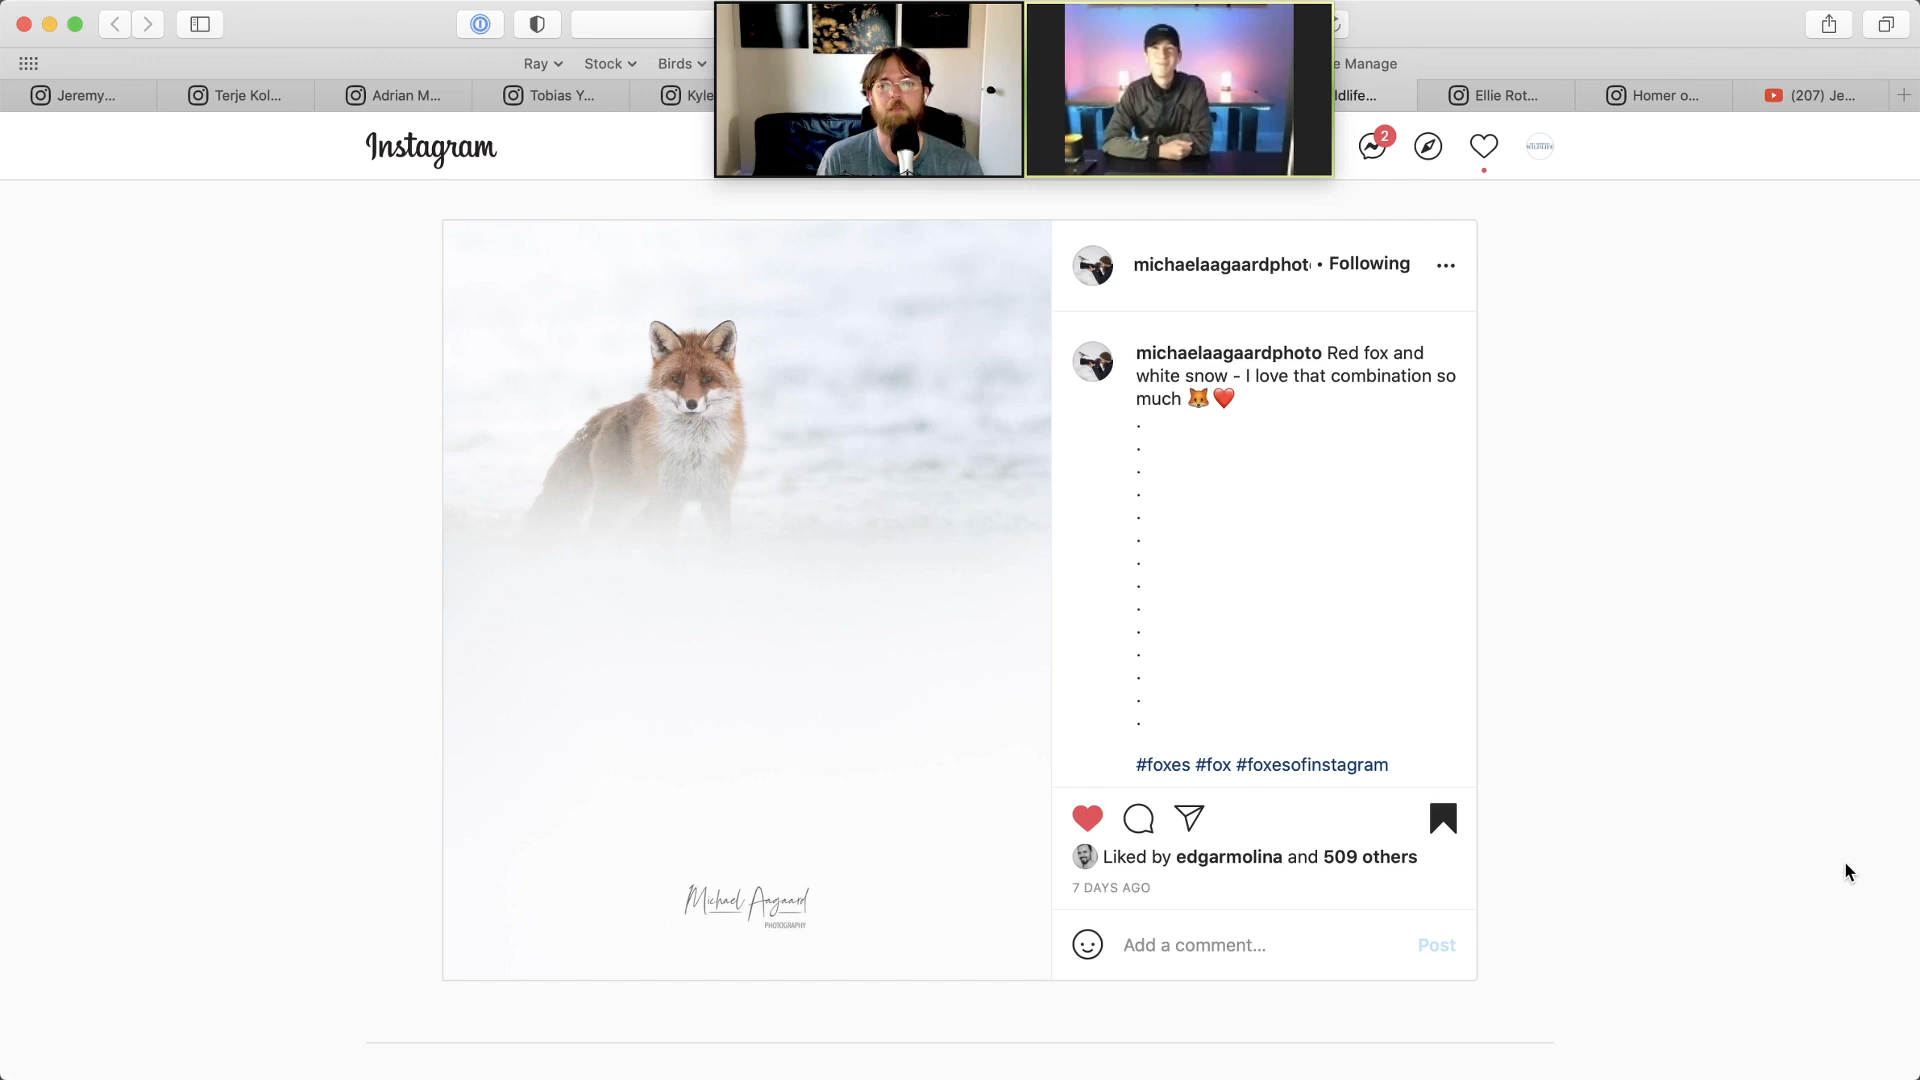 Ray
Stock
Birds
e Manage
Jeremy...
Terje Kol...
Adrian M...
Tobias Y...
Kyle
ldlife...
Ellie Rot...
Homer o...
(207) Je...
Instagram
2
michaelaagaardphot • Following
michaelaagaardphoto Red fox and
white snow - I love that combination so
much 🦊❤️
.
.
.
.
.
.
.
.
.
.
.
.
.
.
#foxes #fox #foxesofinstagram
Liked by edgarmolina and 509 others
7 DAYS AGO
Add a comment...
Post
Michael Aagaard
PHOTOGRAPHY